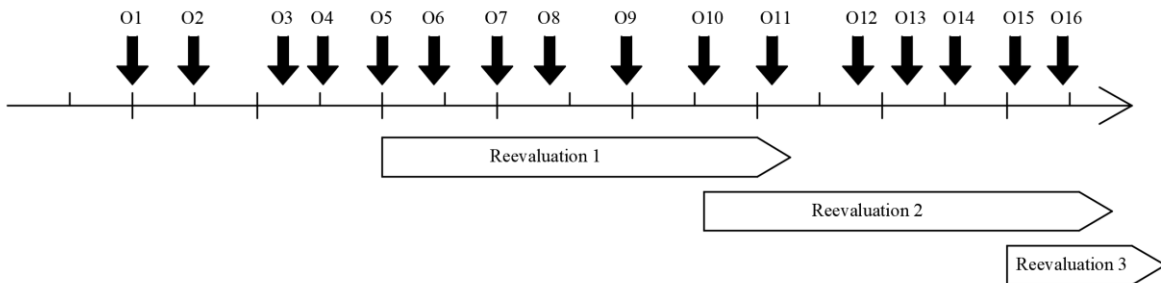 O1 O2 O3 O4 O5 O6 O7 O8 O9 O10 O11 O12 O13 O14 O15 O16
Reevaluation 1
Reevaluation 2
Reevaluation 3